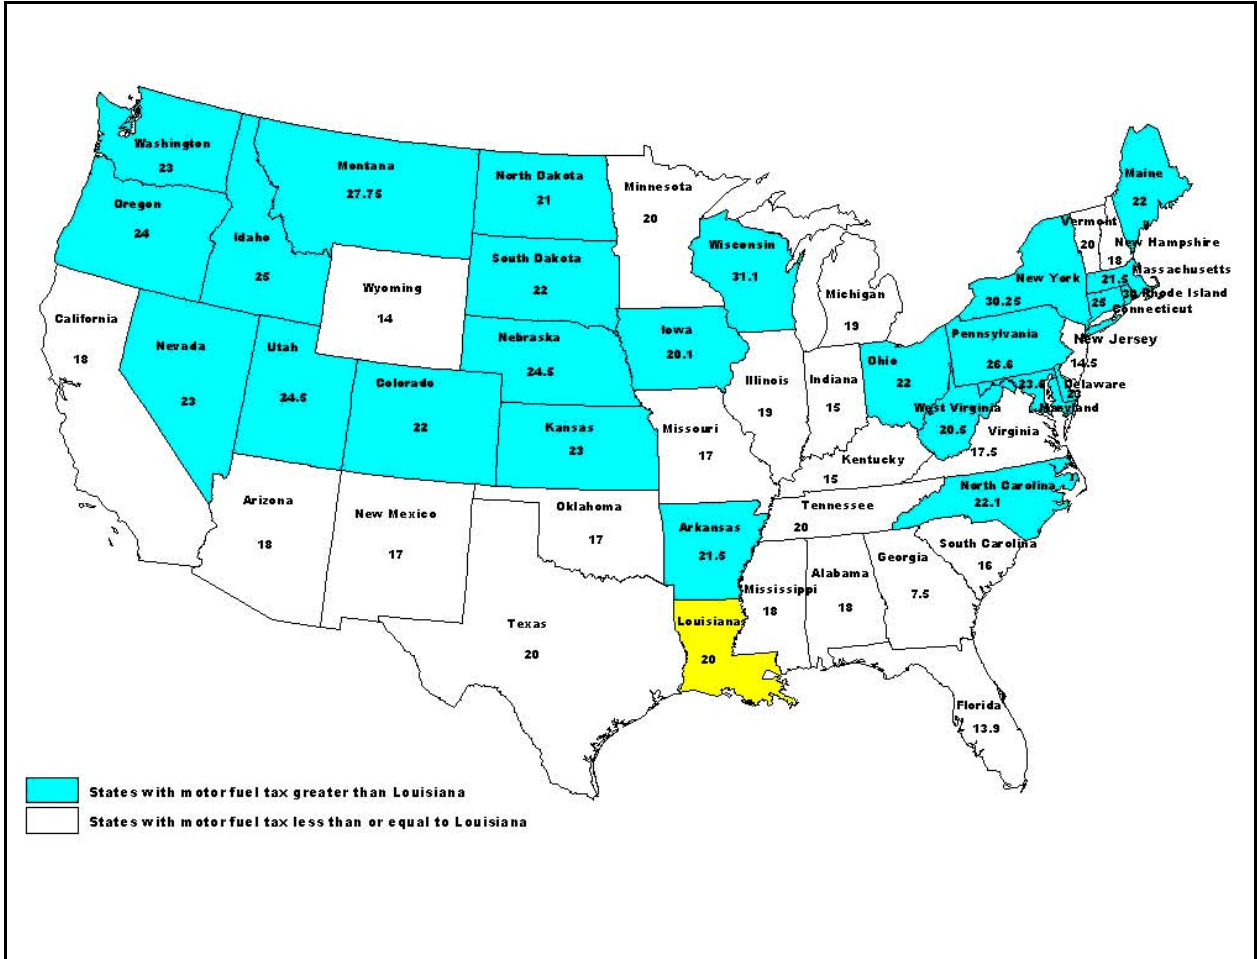 Washington
23
Oregon
24
Idaho
25
Montana
27.75
North Dakota
21
South Dakota
22
Minnesota
20
Wisconsin
31.1
Michigan
19
Wyoming
14
California
18
Nevada
23
Utah
24.5
Colorado
22
Nebraska
24.5
Kansas
23
Iowa
20.1
Illinois
19
Indiana
15
Ohio
22
Missouri
17
Kentucky
15
West Virginia
20.5
Virginia
17.5
Maine
22
Vermont
20
New Hampshire
18
Massachusetts
21.5
Rhode Island
Connecticut
25
New York
30.25
Pennsylvania
26.6
New Jersey
14.5
Delaware
23
Maryland
Arizona
18
New Mexico
17
Oklahoma
17
Texas
20
Arkansas
21.5
Louisiana
20
Mississippi
18
Alabama
18
Georgia
7.5
Tennessee
20
North Carolina
22.1
South Carolina
16
Florida
13.9
States with motor fuel tax greater than Louisiana
States with motor fuel tax less than or equal to Louisiana